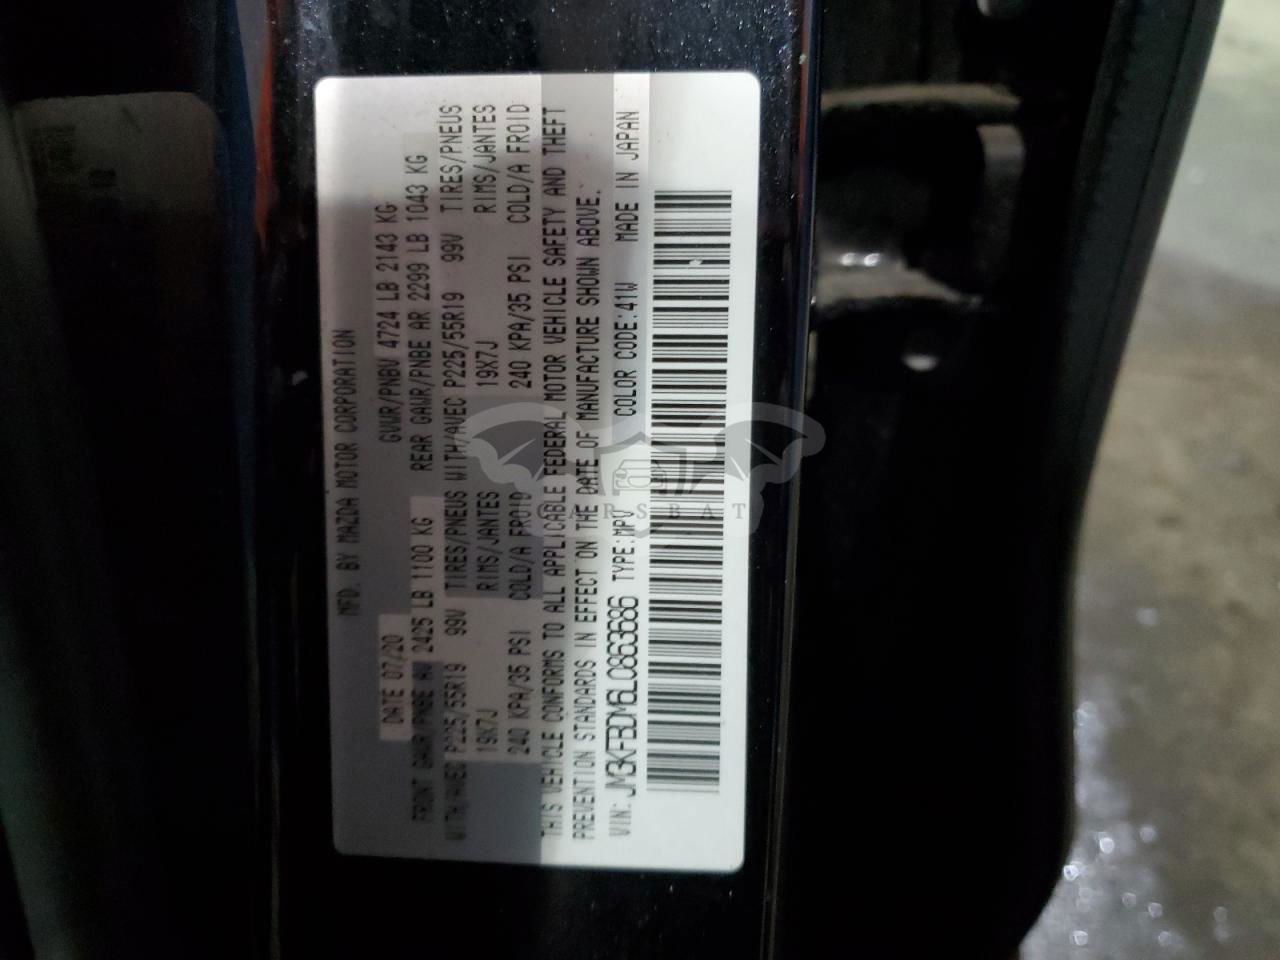 MFD. BY MAZDA MOTOR CORPORATION
DATE 07/20 GVWR/PNBV 4724 LB 2143 KG
FRONT GAWR/PNBE AV 2425 LB 1100 KG REAR GAWR/PNBE AR 2299 LB 1043 KG
WITH/AVEC P225/55R19 99V TIRES/PNEUS WITH/AVEC P225/55R19 99V TIRES/PNEUS
19X7J RIMS/JANTES 19X7J RIMS/JANTES
240 KPA/35 PSI COLD/A FROID 240 KPA/35 PSI COLD/A FROID
THIS VEHICLE CONFORMS TO ALL APPLICABLE FEDERAL MOTOR VEHICLE SAFETY AND THEFT
PREVENTION STANDARDS IN EFFECT ON THE DATE OF MANUFACTURE SHOWN ABOVE.
VIN: JM3KFBDM6L0863686 TYPE:MPV COLOR CODE:41W MADE IN JAPAN
CARSBAT